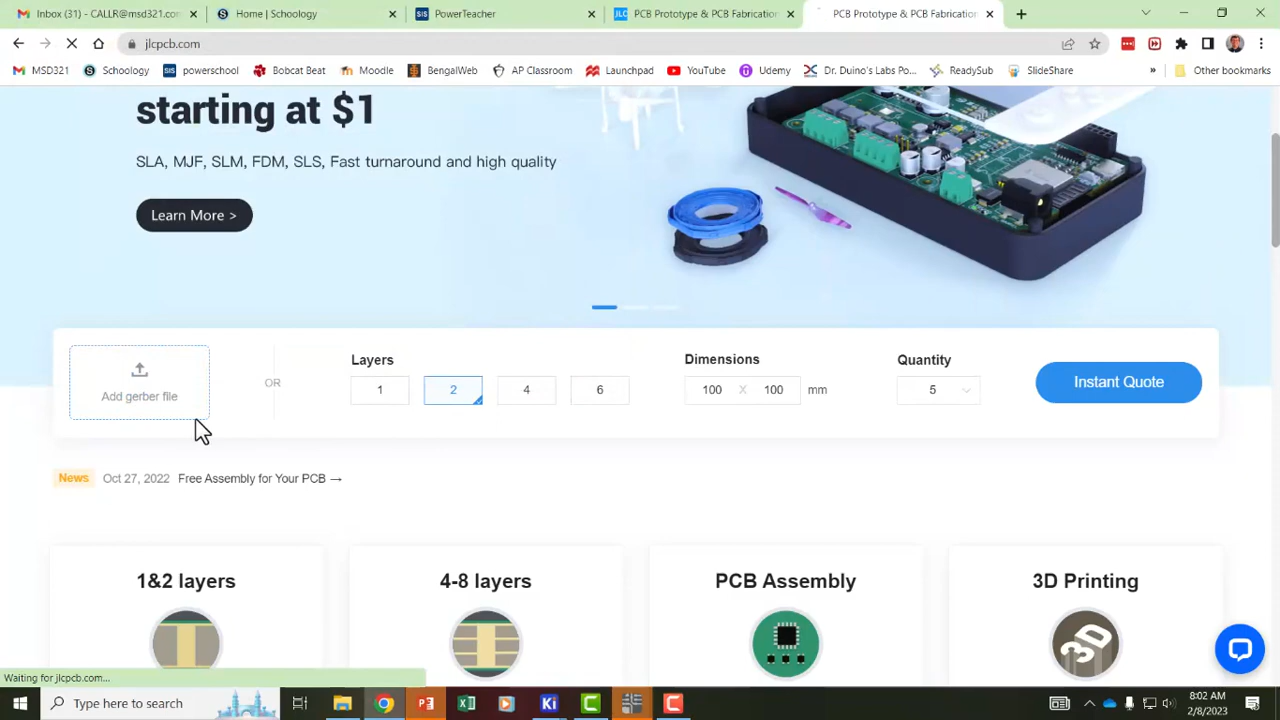 Inbox (31) - CALLR@msd321.com
Home | Schoology
SIS PowerTeacher
JLC PCB Prototype & PCB Fabrication
PCB Prototype & PCB Fabrication
jlcpcb.com
MSD321 Schoology powerschool Bobcat Beat Moodle BengalWeb AP Classroom Launchpad YouTube Udemy Dr. Duino's Labs Po... ReadySub SlideShare » Other bookmarks
starting at $1
SLA, MJF, SLM, FDM, SLS, Fast turnaround and high quality
Learn More >
Add gerber file
OR
Layers
1 2 4 6
Dimensions
100 X 100 mm
Quantity
5
Instant Quote
News Oct 27, 2022 Free Assembly for Your PCB →
1&2 layers
4-8 layers
PCB Assembly
3D Printing
3D
Waiting for jlcpcb.com...
Type here to search
Ki
8:02 AM
2/8/2023